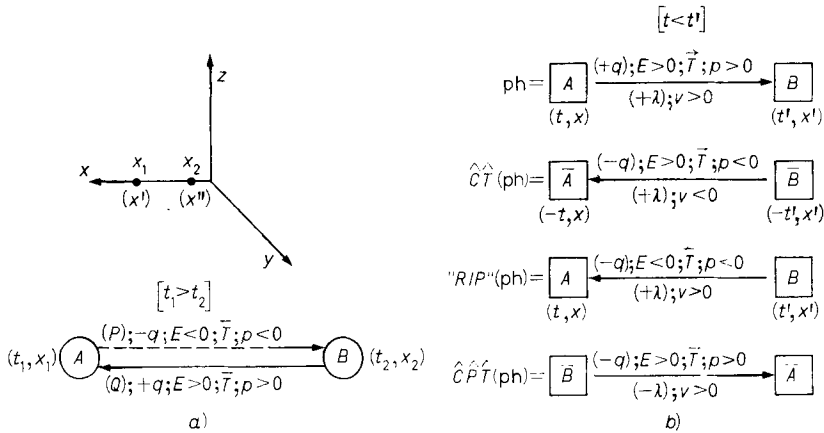 z
x x₁ x₂
(x') (x")
y
[t₁>t₂]
(P);−q;E<0;T⃖;p<0
(t₁,x₁) A B (t₂,x₂)
(Q);+q;E>0;T⃖;p>0
a)
[t<t']
(+q);E>0;T⃗;p>0
ph= A B
(+λ);v>0
(t,x) (t',x')
(−q);E>0;T⃖;p<0
ĈT̂(ph)= A̅ B̅
(+λ);v<0
(−t,x) (−t',x')
(−q);E<0;T⃖;p<0
"RIP"(ph)= A B
(+λ);v>0
(t,x) (t',x')
(−q);E>0;T⃗;p>0
ĈP̂T̂(ph)= B̅ A̅
(−λ);v>0
b)